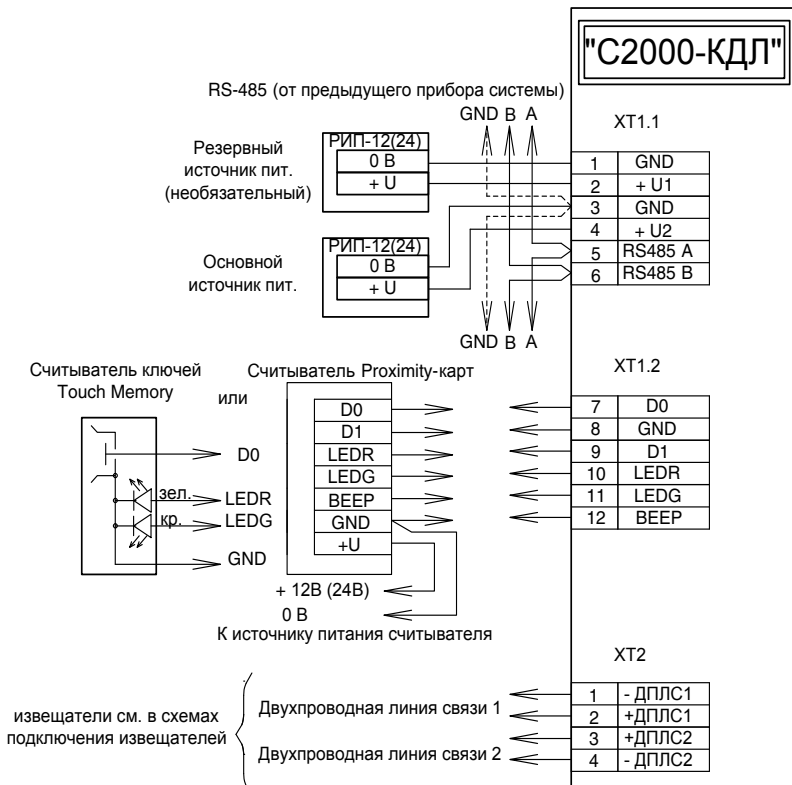 "С2000-КДЛ"
RS-485 (от предыдущего прибора системы)
GND B A
XT1.1
Резервный
источник пит.
(необязательный)
РИП-12(24)
0 В
+ U
1 GND
2 + U1
3 GND
4 + U2
5 RS485 A
6 RS485 B
Основной
источник пит.
РИП-12(24)
0 В
+ U
GND B A
XT1.2
Считыватель ключей
Touch Memory
или
Считыватель Proximity-карт
D0
LEDR
LEDG
GND
зел.
кр.
D0
D1
LEDR
LEDG
BEEP
GND
+U
7 D0
8 GND
9 D1
10 LEDR
11 LEDG
12 BEEP
+ 12В (24В)
0 В
К источнику питания считывателя
XT2
извещатели см. в схемах
подключения извещателей
Двухпроводная линия связи 1
Двухпроводная линия связи 2
1 - ДПЛС1
2 +ДПЛС1
3 +ДПЛС2
4 - ДПЛС2